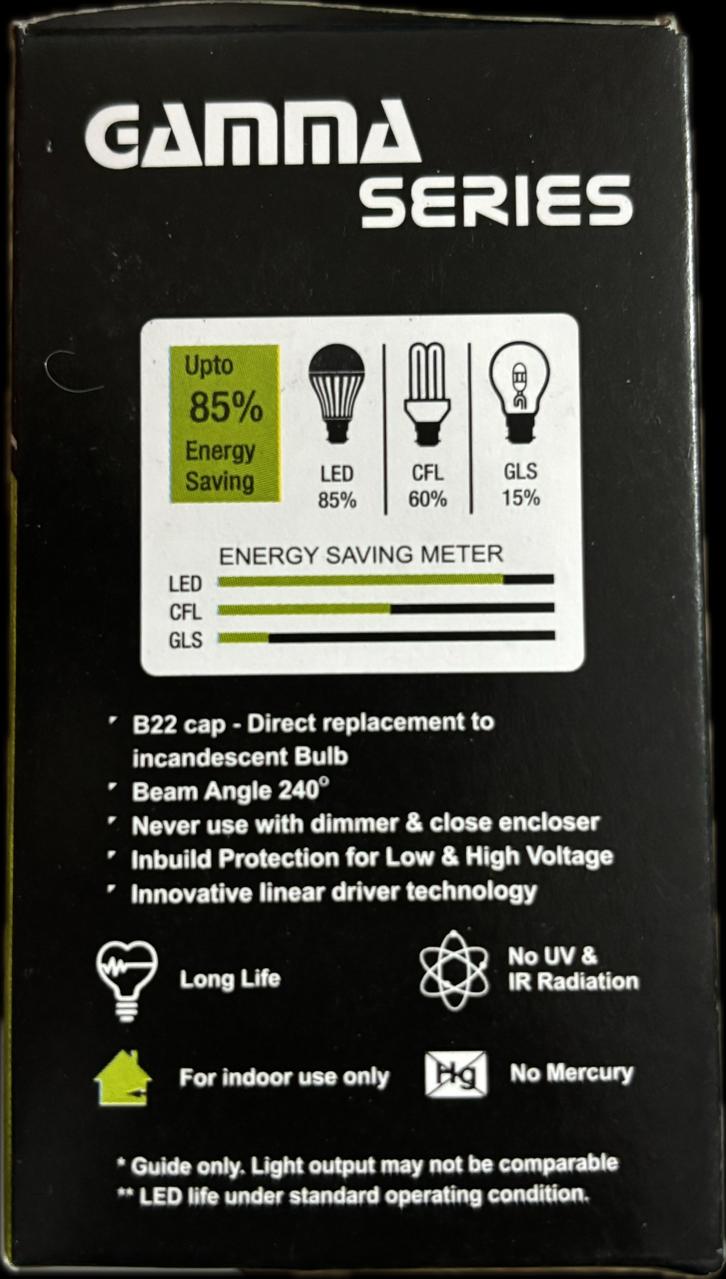 GAMMA
SERIES
Upto
85%
Energy
Saving
LED
85%
CFL
60%
GLS
15%
ENERGY SAVING METER
LED
CFL
GLS
B22 cap - Direct replacement to
incandescent Bulb
Beam Angle 240°
Never use with dimmer & close encloser
Inbuild Protection for Low & High Voltage
Innovative linear driver technology
Long Life
No UV &
IR Radiation
For indoor use only
Hg
No Mercury
* Guide only. Light output may not be comparable
** LED life under standard operating condition.